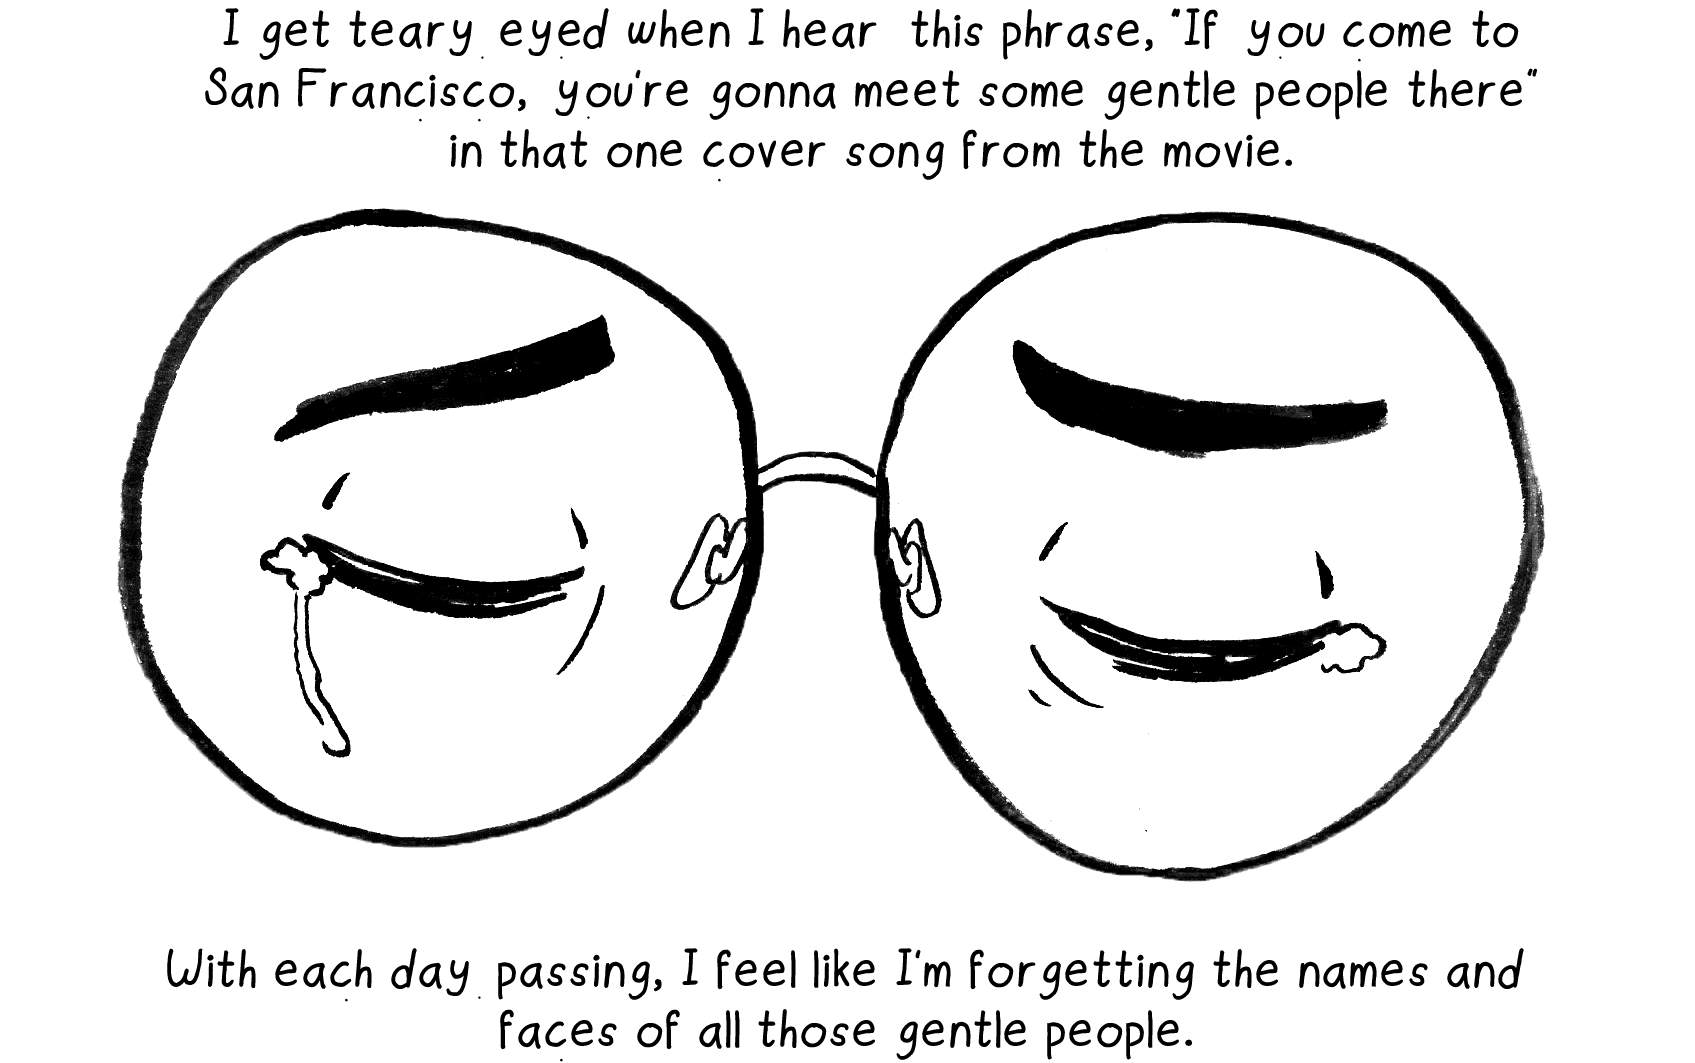 I get teary eyed when I hear this phrase, "If you come to
San Francisco, you're gonna meet some gentle people there"
in that one cover song from the movie.
With each day passing, I feel like I'm forgetting the names and
faces of all those gentle people.